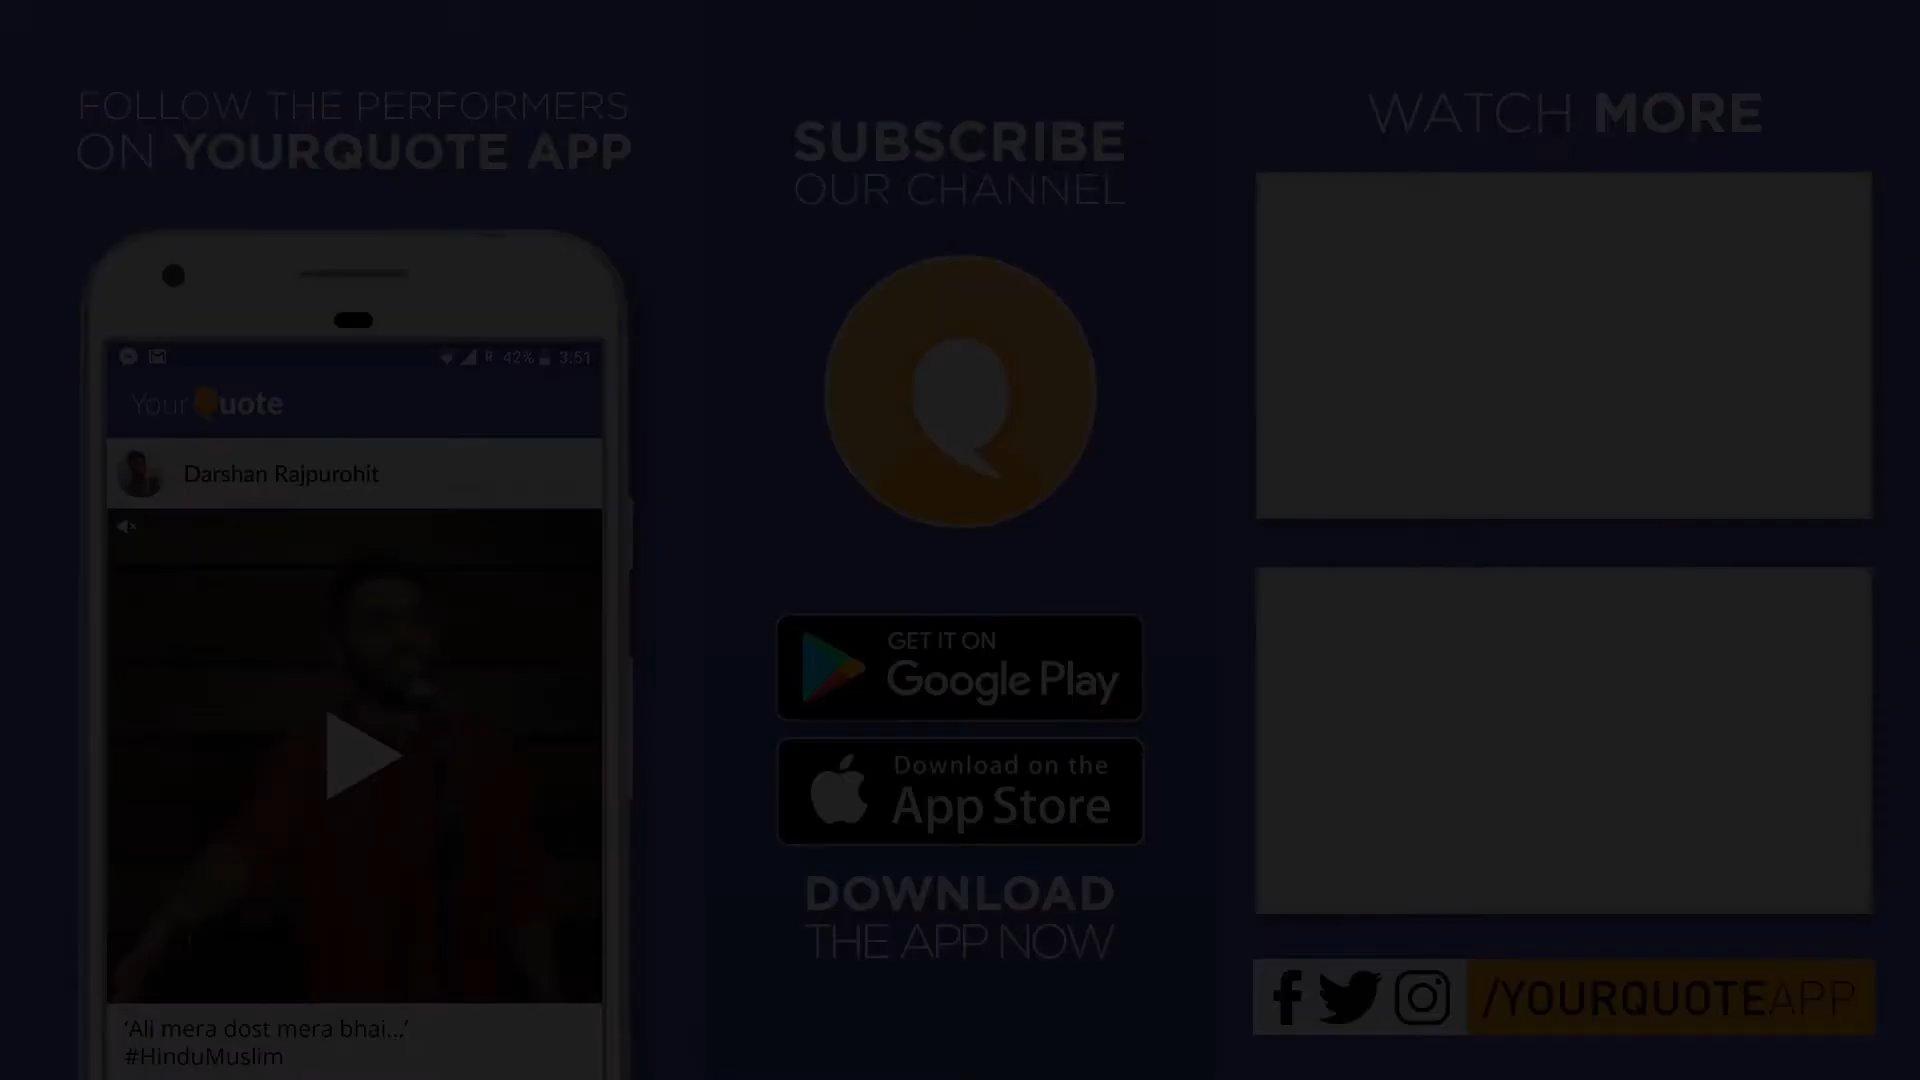 FOLLOW THE PERFORMERS
ON YOURQUOTE APP
R 42% 3:51
YourQuote
Darshan Rajpurohit
'Ali mera dost mera bhai...'
#HinduMuslim
SUBSCRIBE
OUR CHANNEL
GET IT ON
Google Play
Download on the
App Store
DOWNLOAD
THE APP NOW
WATCH MORE
/YOURQUOTEAPP